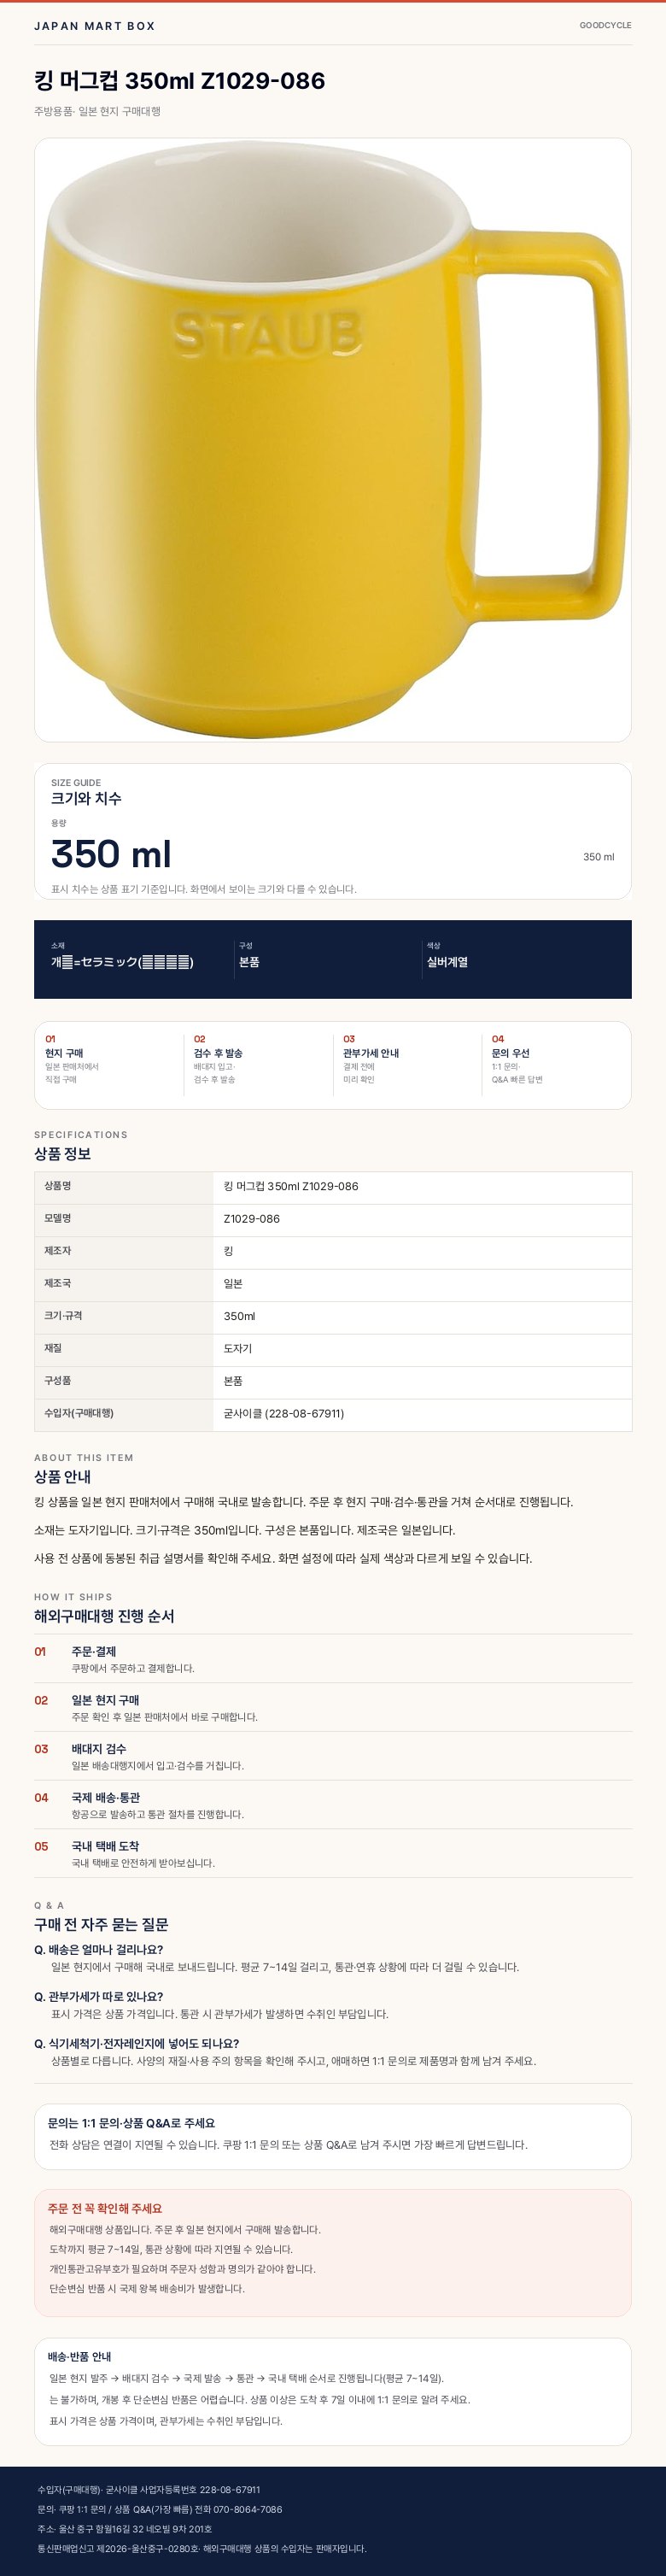 JAPAN MART BOX
GOODCYCLE
킹 머그컵 350ml Z1029-086
주방용품· 일본 현지 구매대행
STAUB
SIZE GUIDE
크기와 치수
용량
350 ml
350 ml
표시 치수는 상품 표기 기준입니다. 화면에서 보이는 크기와 다를 수 있습니다.
소재
개▒=セラミック(▒▒▒▒)
구성
본품
색상
실버계열
01
현지 구매
일본 판매처에서
직접 구매
02
검수 후 발송
배대지 입고·
검수 후 발송
03
관부가세 안내
결제 전에
미리 확인
04
문의 우선
1:1 문의·
Q&A 빠른 답변
SPECIFICATIONS
상품 정보
상품명 킹 머그컵 350ml Z1029-086
모델명 Z1029-086
제조자 킹
제조국 일본
크기·규격 350ml
재질 도자기
구성품 본품
수입자(구매대행) 굳사이클 (228-08-67911)
ABOUT THIS ITEM
상품 안내
킹 상품을 일본 현지 판매처에서 구매해 국내로 발송합니다. 주문 후 현지 구매·검수·통관을 거쳐 순서대로 진행됩니다.
소재는 도자기입니다. 크기·규격은 350ml입니다. 구성은 본품입니다. 제조국은 일본입니다.
사용 전 상품에 동봉된 취급 설명서를 확인해 주세요. 화면 설정에 따라 실제 색상과 다르게 보일 수 있습니다.
HOW IT SHIPS
해외구매대행 진행 순서
01 주문·결제
쿠팡에서 주문하고 결제합니다.
02 일본 현지 구매
주문 확인 후 일본 판매처에서 바로 구매합니다.
03 배대지 검수
일본 배송대행지에서 입고·검수를 거칩니다.
04 국제 배송·통관
항공으로 발송하고 통관 절차를 진행합니다.
05 국내 택배 도착
국내 택배로 안전하게 받아보십니다.
Q & A
구매 전 자주 묻는 질문
Q. 배송은 얼마나 걸리나요?
일본 현지에서 구매해 국내로 보내드립니다. 평균 7~14일 걸리고, 통관·연휴 상황에 따라 더 걸릴 수 있습니다.
Q. 관부가세가 따로 있나요?
표시 가격은 상품 가격입니다. 통관 시 관부가세가 발생하면 수취인 부담입니다.
Q. 식기세척기·전자레인지에 넣어도 되나요?
상품별로 다릅니다. 사양의 재질·사용 주의 항목을 확인해 주시고, 애매하면 1:1 문의로 제품명과 함께 남겨 주세요.
문의는 1:1 문의·상품 Q&A로 주세요
전화 상담은 연결이 지연될 수 있습니다. 쿠팡 1:1 문의 또는 상품 Q&A로 남겨 주시면 가장 빠르게 답변드립니다.
주문 전 꼭 확인해 주세요
해외구매대행 상품입니다. 주문 후 일본 현지에서 구매해 발송합니다.
도착까지 평균 7~14일, 통관 상황에 따라 지연될 수 있습니다.
개인통관고유부호가 필요하며 주문자 성함과 명의가 같아야 합니다.
단순변심 반품 시 국제 왕복 배송비가 발생합니다.
배송·반품 안내
일본 현지 발주 → 배대지 검수 → 국제 발송 → 통관 → 국내 택배 순서로 진행됩니다(평균 7~14일).
는 불가하며, 개봉 후 단순변심 반품은 어렵습니다. 상품 이상은 도착 후 7일 이내에 1:1 문의로 알려 주세요.
표시 가격은 상품 가격이며, 관부가세는 수취인 부담입니다.
수입자(구매대행)· 굳사이클 사업자등록번호 228-08-67911
문의· 쿠팡 1:1 문의 / 상품 Q&A(가장 빠름) 전화 070-8064-7086
주소· 울산 중구 함월16길 32 네오빌 9차 201호
통신판매업신고 제2026-울산중구-0280호· 해외구매대행 상품의 수입자는 판매자입니다.